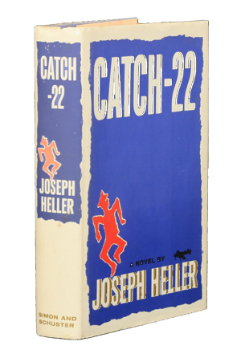 CATCH
-22
JOSEPH
HELLER
SIMON AND
SCHUSTER
CATCH-22
A NOVEL BY
JOSEPH HELLER